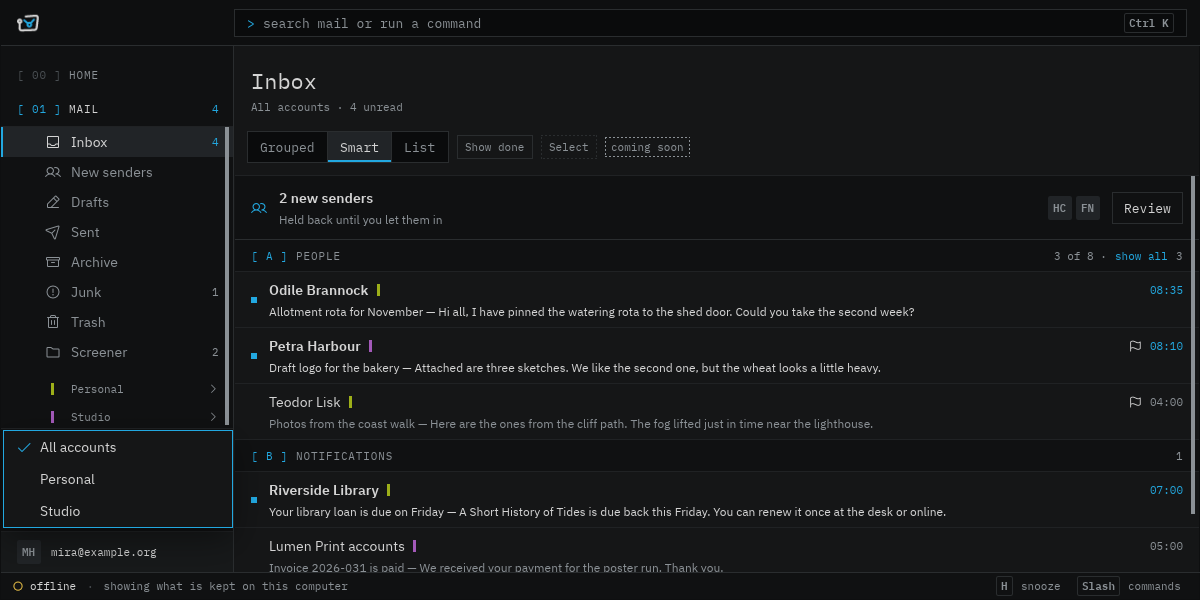 > search mail or run a command Ctrl K
[ 00 ] HOME
[ 01 ] MAIL 4
Inbox 4
New senders
Drafts
Sent
Archive
Junk 1
Trash
Screener 2
Personal
Studio
All accounts
Personal
Studio
MH mira@example.org
Inbox
All accounts · 4 unread
Grouped Smart List Show done Select coming soon
2 new senders
Held back until you let them in
HC FN Review
[ A ] PEOPLE 3 of 8 · show all 3
Odile Brannock 08:35
Allotment rota for November — Hi all, I have pinned the watering rota to the shed door. Could you take the second week?
Petra Harbour 08:10
Draft logo for the bakery — Attached are three sketches. We like the second one, but the wheat looks a little heavy.
Teodor Lisk 04:00
Photos from the coast walk — Here are the ones from the cliff path. The fog lifted just in time near the lighthouse.
[ B ] NOTIFICATIONS 1
Riverside Library 07:00
Your library loan is due on Friday — A Short History of Tides is due back this Friday. You can renew it once at the desk or online.
Lumen Print accounts 05:00
Invoice 2026-031 is paid — We received your payment for the poster run. Thank you.
offline · showing what is kept on this computer H snooze Slash commands